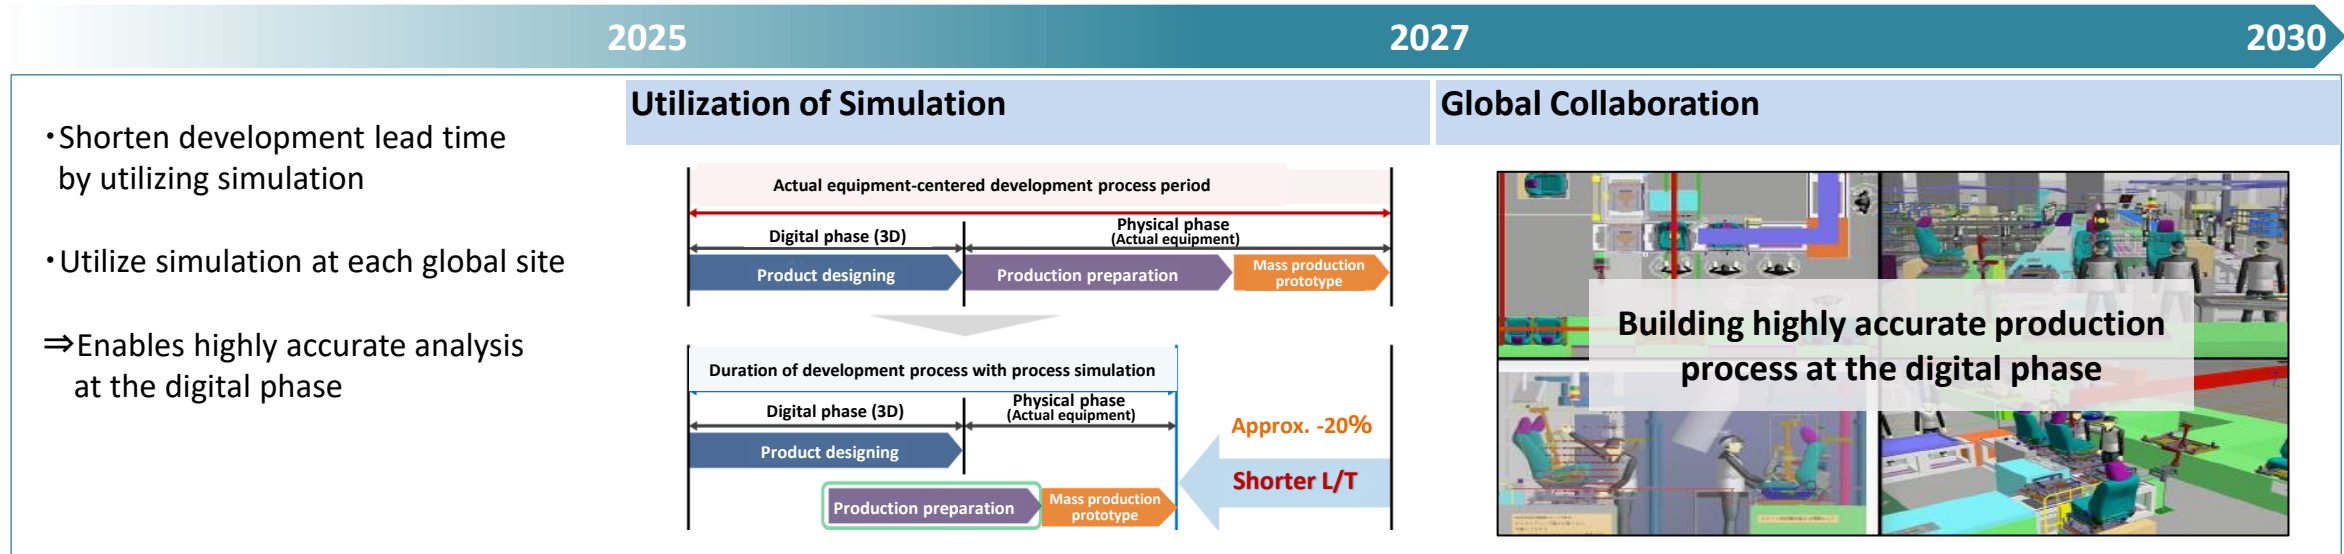 2025
2027
2030
・Shorten development lead time
by utilizing simulation
・Utilize simulation at each global site
⇒Enables highly accurate analysis
at the digital phase
Utilization of Simulation
Actual equipment-centered development process period
Digital phase (3D)
Physical phase
(Actual equipment)
Product designing
Production preparation
Mass production
prototype
Duration of development process with process simulation
Digital phase (3D)
Physical phase
(Actual equipment)
Product designing
Production preparation
Mass production
prototype
Approx. -20%
Shorter L/T
Global Collaboration
Building highly accurate production
process at the digital phase